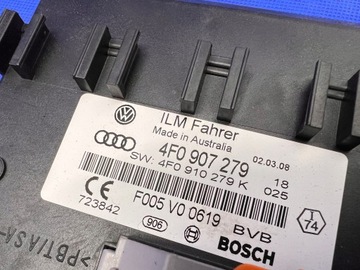 ILM Fahrer
Made in Australia
4F0 907 279
02.03.08
SW: 4F0 910 279 K
18
025
CE
723842
F005 V0 0619
BVB
I
74
906
BOSCH
>PBT/ASA